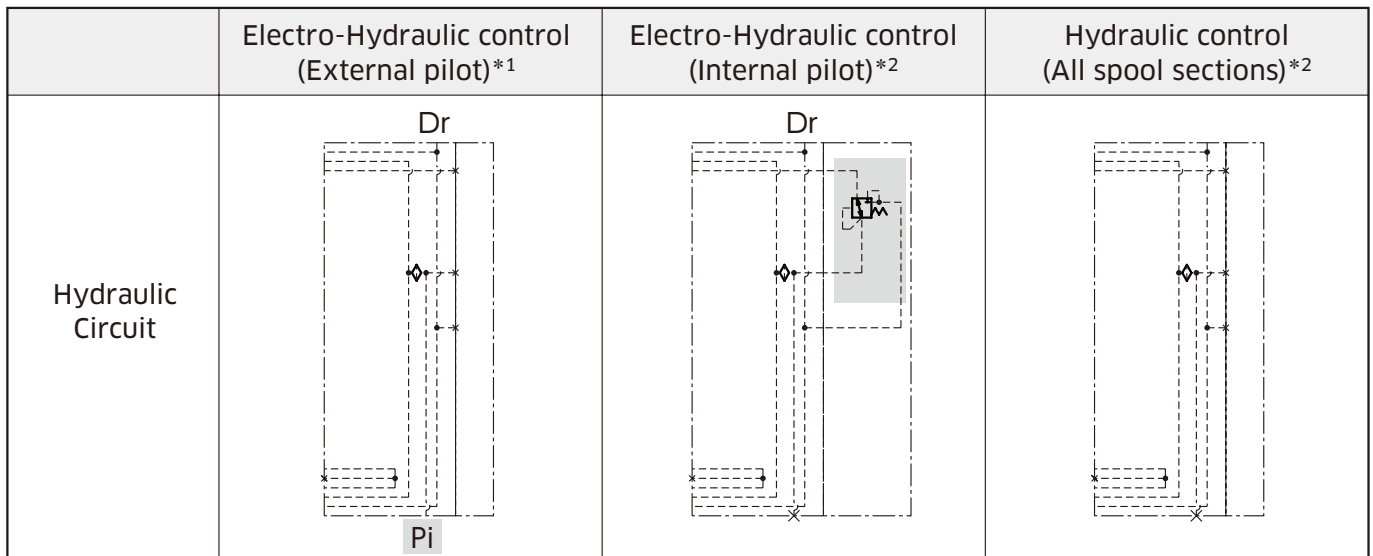 Electro-Hydraulic control
(External pilot)*1
Electro-Hydraulic control
(Internal pilot)*2
Hydraulic control
(All spool sections)*2
Hydraulic
Circuit
Dr
Pi
Dr